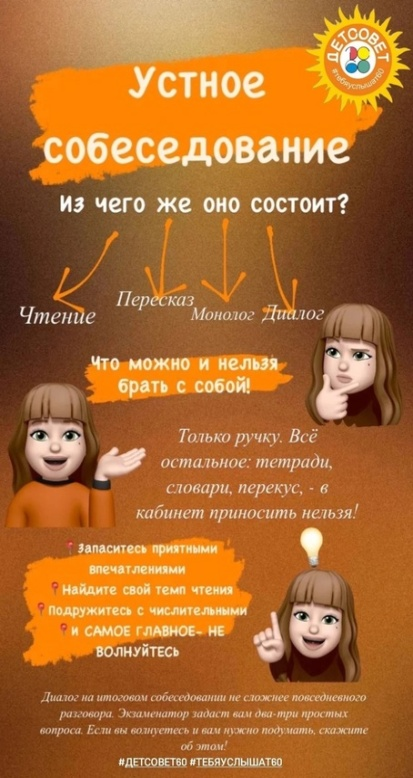 ДЕТСОВЕТ
#тебяуслышат60
Устное
собеседование
Из чего же оно состоит?
Чтение
Пересказ
Монолог
Диалог
Что можно и нельзя
брать с собой!
Только ручку. Всё
остальное: тетради,
словари, перекус, - в
кабинет приносить нельзя!
Запаситесь приятными
впечатлениями
Найдите свой темп чтения
Подружитесь с числительными
и САМОЕ ГЛАВНОЕ- НЕ
ВОЛНУЙТЕСЬ
Диалог на итоговом собеседовании не сложнее повседневного
разговора. Экзаменатор задаст вам два-три простых
вопроса. Если вы волнуетесь и вам нужно подумать, скажите
об этом!
#ДЕТСОВЕТ60 #ТЕБЯУСЛЫШАТ60